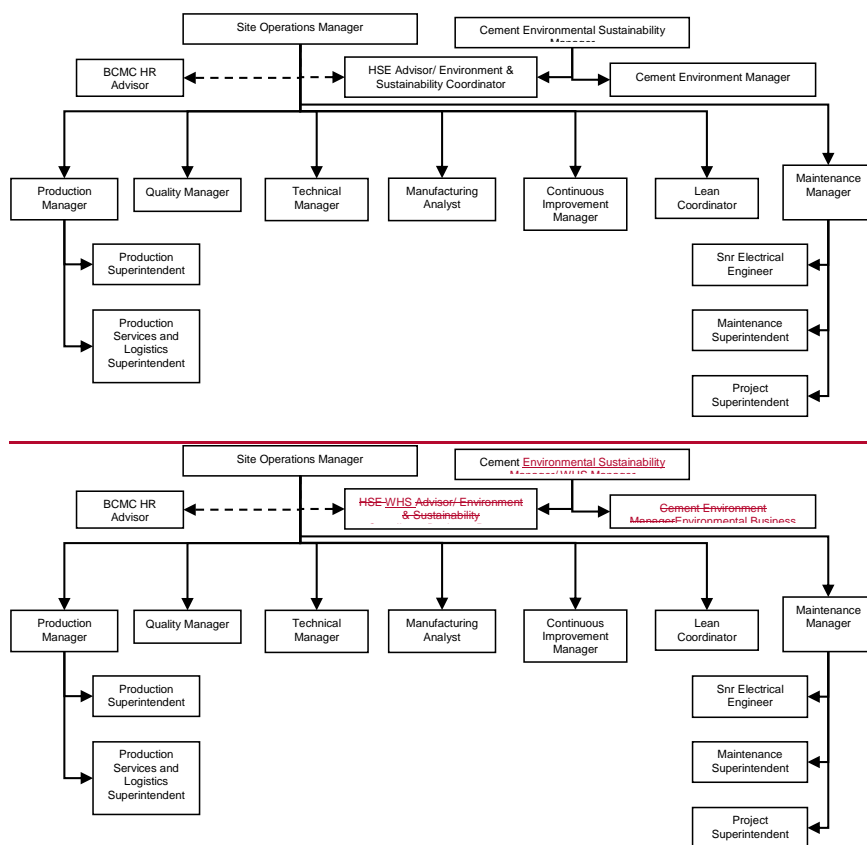 Site Operations Manager
Cement Environmental Sustainability
Manager
BCMC HR
Advisor
HSE Advisor/ Environment &
Sustainability Coordinator
Cement Environment Manager
Production
Manager
Quality Manager
Technical
Manager
Manufacturing
Analyst
Continuous
Improvement
Manager
Lean
Coordinator
Maintenance
Manager
Production
Superintendent
Snr Electrical
Engineer
Production
Services and
Logistics
Superintendent
Maintenance
Superintendent
Project
Superintendent
Site Operations Manager
Cement Environmental Sustainability
Manager/ WHS Manager
BCMC HR
Advisor
HSE WHS Advisor/ Environment
& Sustainability
Cement Environment
ManagerEnvironmental Business
Production
Manager
Quality Manager
Technical
Manager
Manufacturing
Analyst
Continuous
Improvement
Manager
Lean
Coordinator
Maintenance
Manager
Production
Superintendent
Snr Electrical
Engineer
Production
Services and
Logistics
Superintendent
Maintenance
Superintendent
Project
Superintendent